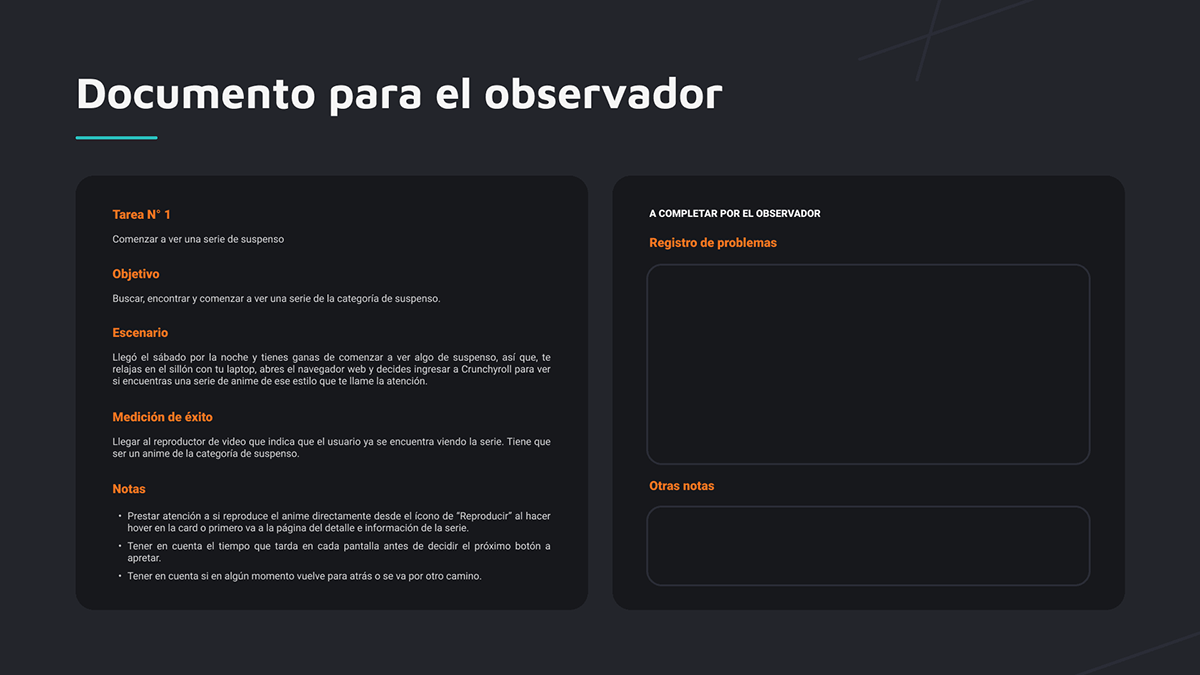 Documento para el observador
Tarea N° 1
Comenzar a ver una serie de suspenso
Objetivo
Buscar, encontrar y comenzar a ver una serie de la categoría de suspenso.
Escenario
Llegó el sábado por la noche y tienes ganas de comenzar a ver algo de suspenso, así que, te
relajas en el sillón con tu laptop, abres el navegador web y decides ingresar a Crunchyroll para ver
si encuentras una serie de anime de ese estilo que te llame la atención.
Medición de éxito
Llegar al reproductor de video que indica que el usuario ya se encuentra viendo la serie. Tiene que
ser un anime de la categoría de suspenso.
Notas
• Prestar atención a si reproduce el anime directamente desde el ícono de “Reproducir” al hacer
hover en la card o primero va a la página del detalle e información de la serie.
• Tener en cuenta el tiempo que tarda en cada pantalla antes de decidir el próximo botón a
apretar.
• Tener en cuenta si en algún momento vuelve para atrás o se va por otro camino.
A COMPLETAR POR EL OBSERVADOR
Registro de problemas
Otras notas